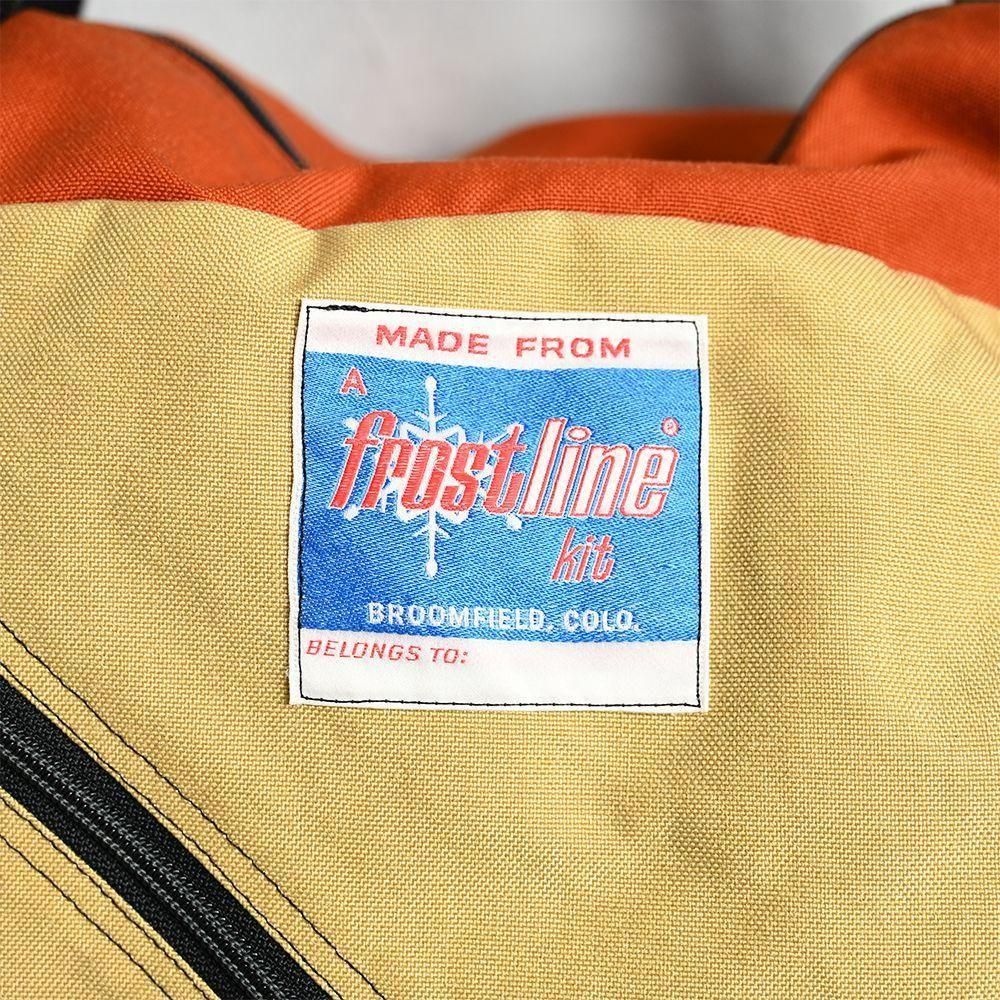 MADE FROM
A
frostline®
kit
BROOMFIELD, COLO.
BELONGS TO: